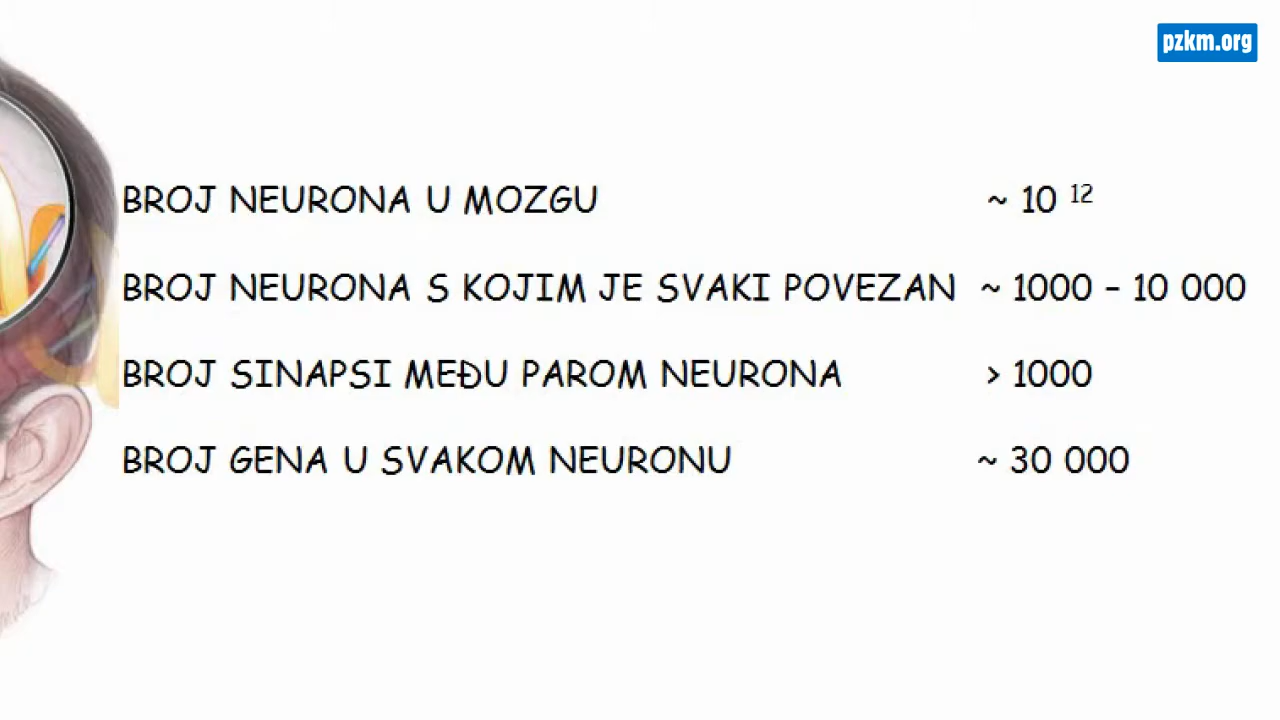 pzkm.org
BROJ NEURONA U MOZGU ~ 10 ¹²
BROJ NEURONA S KOJIM JE SVAKI POVEZAN ~ 1000 – 10 000
BROJ SINAPSI MEĐU PAROM NEURONA > 1000
BROJ GENA U SVAKOM NEURONU ~ 30 000